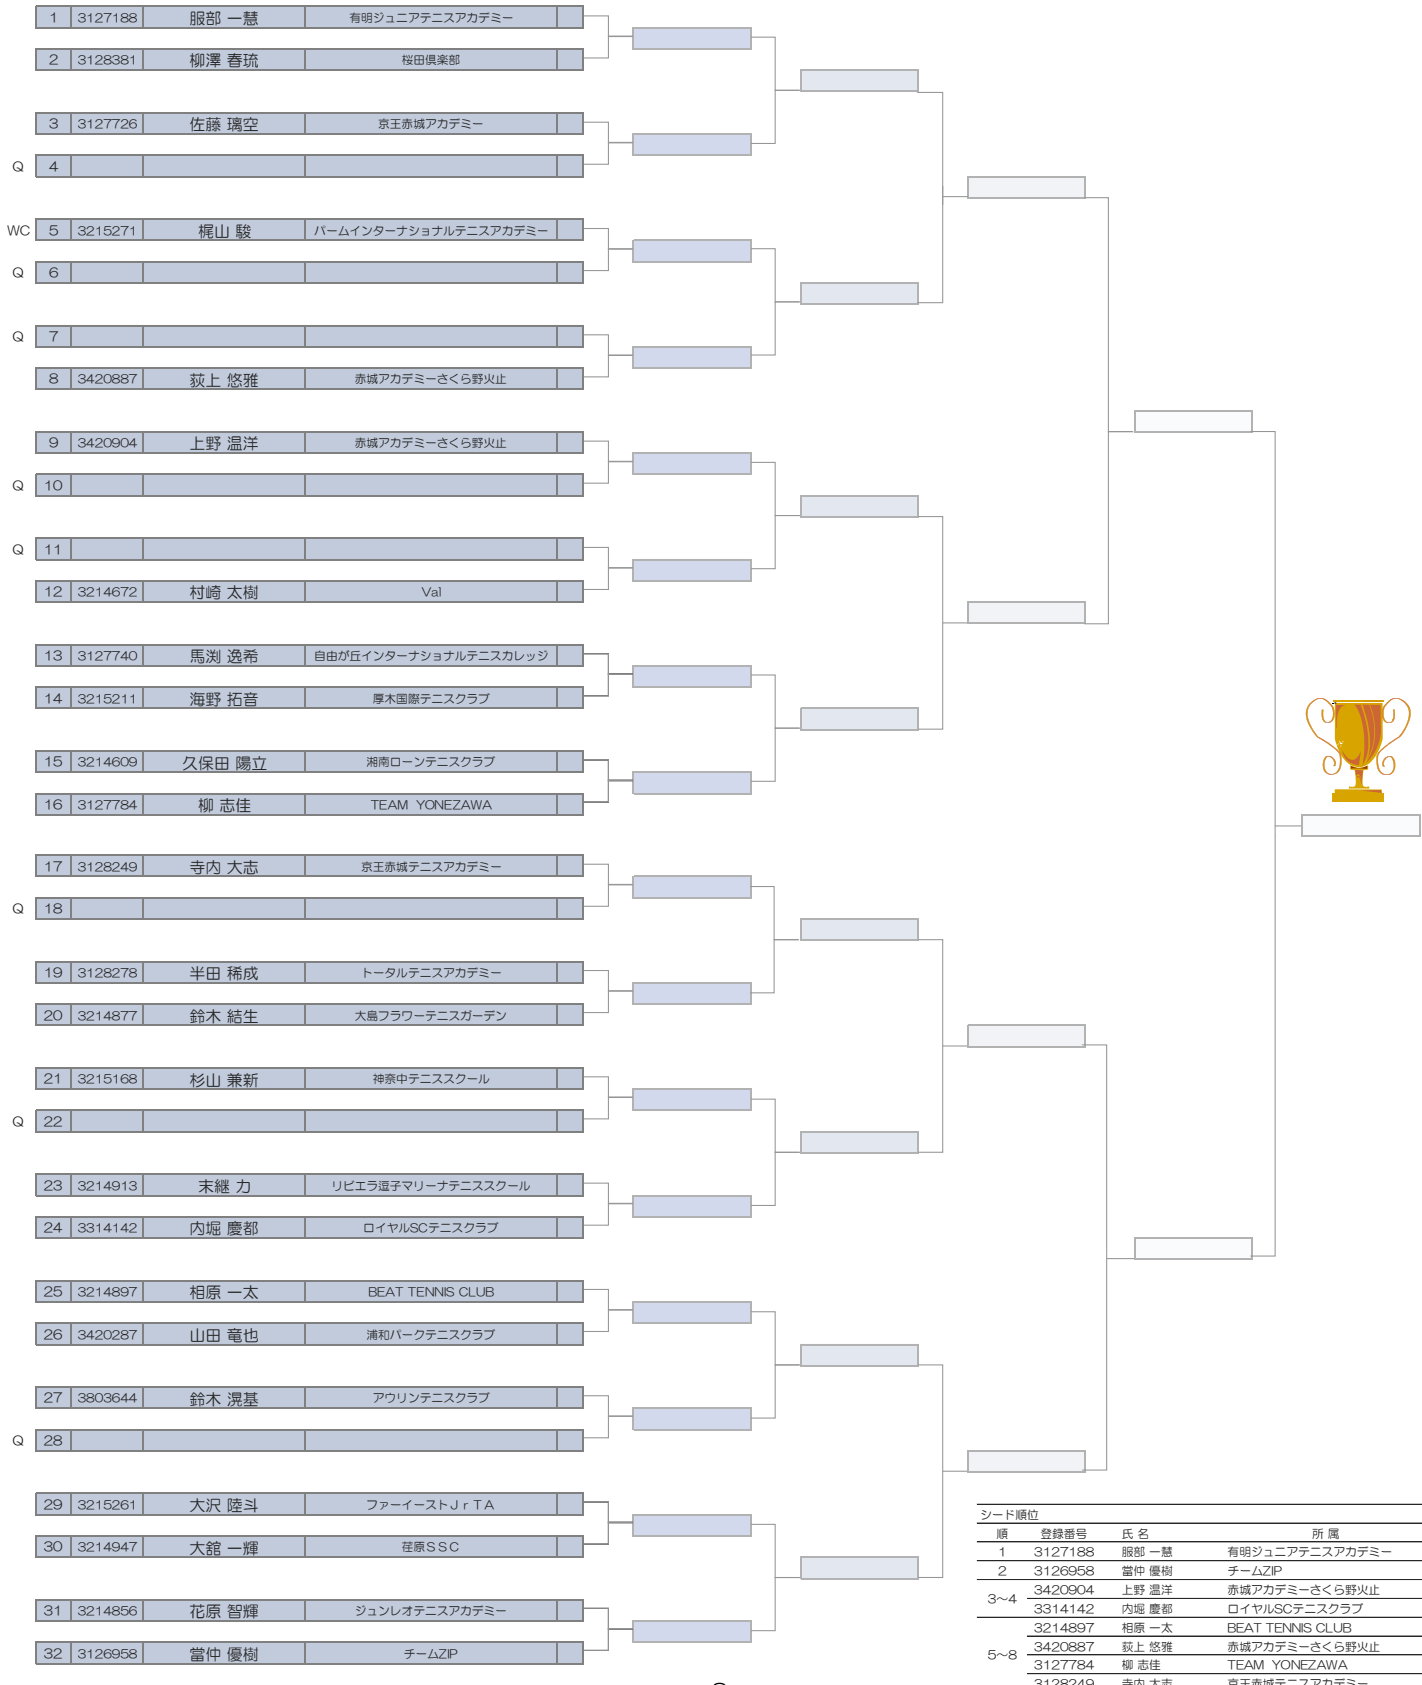 1 3127188 服部 一慧 有明ジュニアテニスアカデミー
2 3128381 柳澤 春琉 桜田倶楽部
3 3127726 佐藤 璃空 京王赤城アカデミー
Q 4
WC 5 3215271 梶山 駿 パームインターナショナルテニスアカデミー
Q 6
Q 7
8 3420887 荻上 悠雅 赤城アカデミーさくら野火止
9 3420904 上野 温洋 赤城アカデミーさくら野火止
Q 10
Q 11
12 3214672 村崎 太樹 Val
13 3127740 馬渕 逸希 自由が丘インターナショナルテニスカレッジ
14 3215211 海野 拓音 厚木国際テニスクラブ
15 3214609 久保田 陽立 湘南ローンテニスクラブ
16 3127784 柳 志佳 TEAM YONEZAWA
17 3128249 寺内 大志 京王赤城テニスアカデミー
Q 18
19 3128278 半田 稀成 トータルテニスアカデミー
20 3214877 鈴木 結生 大島フラワーテニスガーデン
21 3215168 杉山 兼新 神奈中テニススクール
Q 22
23 3214913 末継 力 リビエラ逗子マリーナテニススクール
24 3314142 内堀 慶都 ロイヤルSCテニスクラブ
25 3214897 相原 一太 BEAT TENNIS CLUB
26 3420287 山田 竜也 浦和パークテニスクラブ
27 3803644 鈴木 滉基 アウリンテニスクラブ
Q 28
29 3215261 大沢 陸斗 ファーイーストJrTA
30 3214947 大舘 一輝 荏原SSC
31 3214856 花原 智輝 ジュンレオテニスアカデミー
32 3126958 當仲 優樹 チームZIP
シード順位
順 登録番号 氏 名 所 属
1 3127188 服部 一慧 有明ジュニアテニスアカデミー
2 3126958 當仲 優樹 チームZIP
3〜4 3420904 上野 温洋 赤城アカデミーさくら野火止
3314142 内堀 慶都 ロイヤルSCテニスクラブ
5〜8 3214897 相原 一太 BEAT TENNIS CLUB
3420887 荻上 悠雅 赤城アカデミーさくら野火止
3127784 柳 志佳 TEAM YONEZAWA
3128249 寺内 大志 京王赤城テニスアカデミー